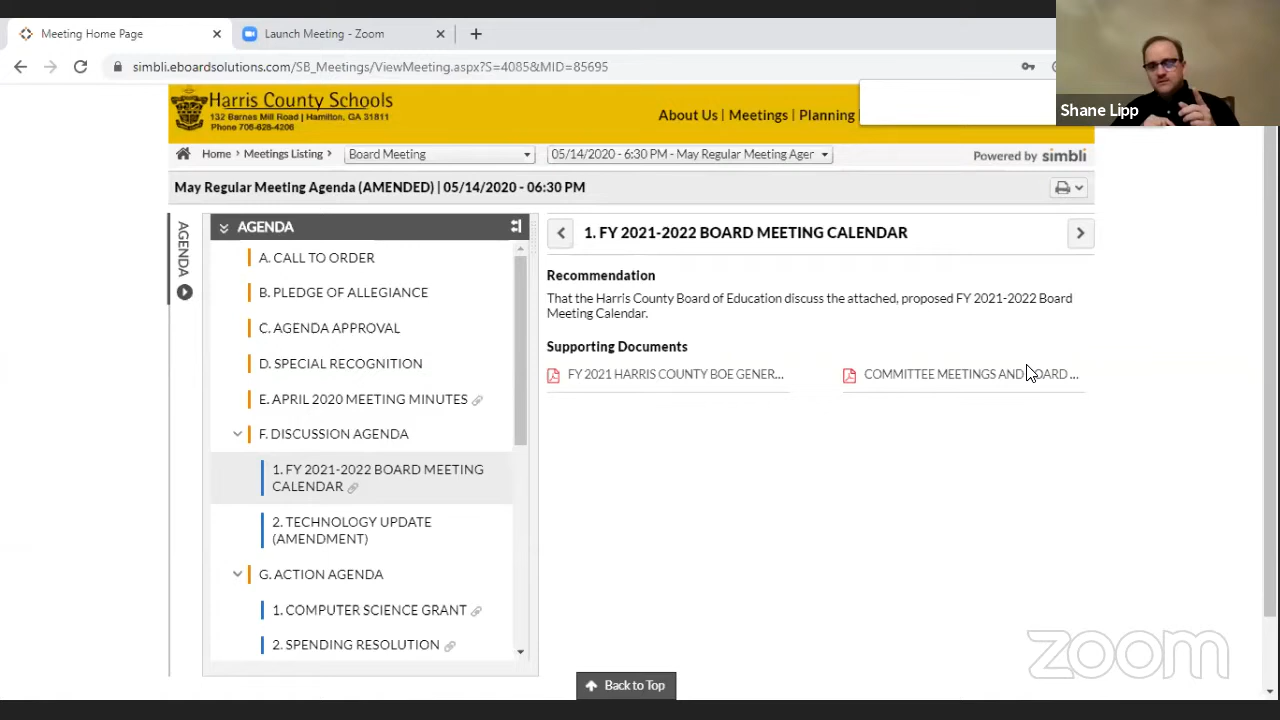 Meeting Home Page
Launch Meeting - Zoom
simbli.eboardsolutions.com/SB_Meetings/ViewMeeting.aspx?S=4085&MID=85695
Shane Lipp
Harris County Schools
132 Barnes Mill Road | Hamilton, GA 31811
Phone 706-628-4206
About Us | Meetings | Planning
Home > Meetings Listing >
Board Meeting
05/14/2020 - 6:30 PM - May Regular Meeting Ager
Powered by simbli
May Regular Meeting Agenda (AMENDED) | 05/14/2020 - 06:30 PM
AGENDA
AGENDA
A. CALL TO ORDER
B. PLEDGE OF ALLEGIANCE
C. AGENDA APPROVAL
D. SPECIAL RECOGNITION
E. APRIL 2020 MEETING MINUTES
F. DISCUSSION AGENDA
1. FY 2021-2022 BOARD MEETING
CALENDAR
2. TECHNOLOGY UPDATE
(AMENDMENT)
G. ACTION AGENDA
1. COMPUTER SCIENCE GRANT
2. SPENDING RESOLUTION
1. FY 2021-2022 BOARD MEETING CALENDAR
Recommendation
That the Harris County Board of Education discuss the attached, proposed FY 2021-2022 Board
Meeting Calendar.
Supporting Documents
FY 2021 HARRIS COUNTY BOE GENER...
COMMITTEE MEETINGS AND BOARD ...
Back to Top
zoom